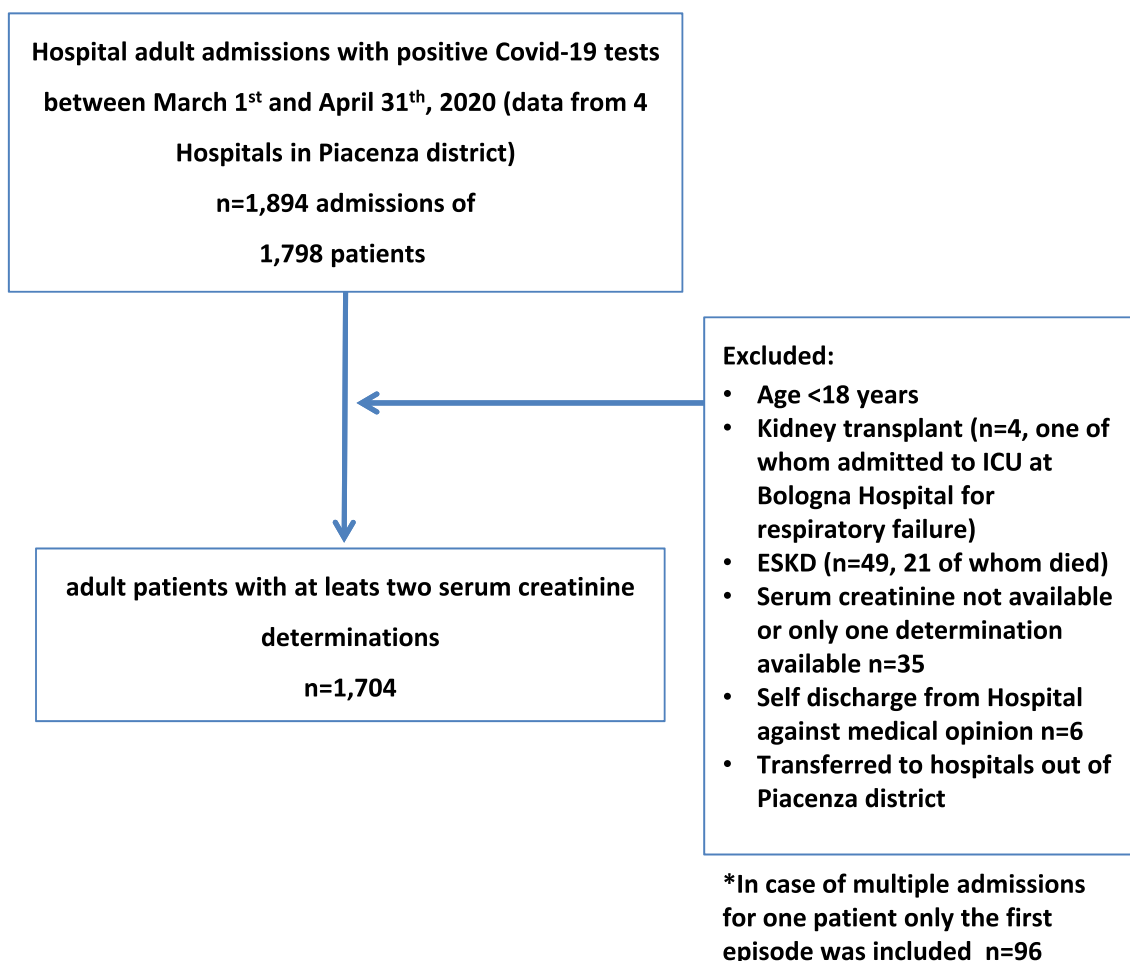 Hospital adult admissions with positive Covid-19 tests
between March 1st and April 31th, 2020 (data from 4
Hospitals in Piacenza district)
n=1,894 admissions of
1,798 patients
Excluded:
• Age <18 years
• Kidney transplant (n=4, one of
whom admitted to ICU at
Bologna Hospital for
respiratory failure)
• ESKD (n=49, 21 of whom died)
• Serum creatinine not available
or only one determination
available n=35
• Self discharge from Hospital
against medical opinion n=6
• Transferred to hospitals out of
Piacenza district
adult patients with at leats two serum creatinine
determinations
n=1,704
*In case of multiple admissions
for one patient only the first
episode was included n=96